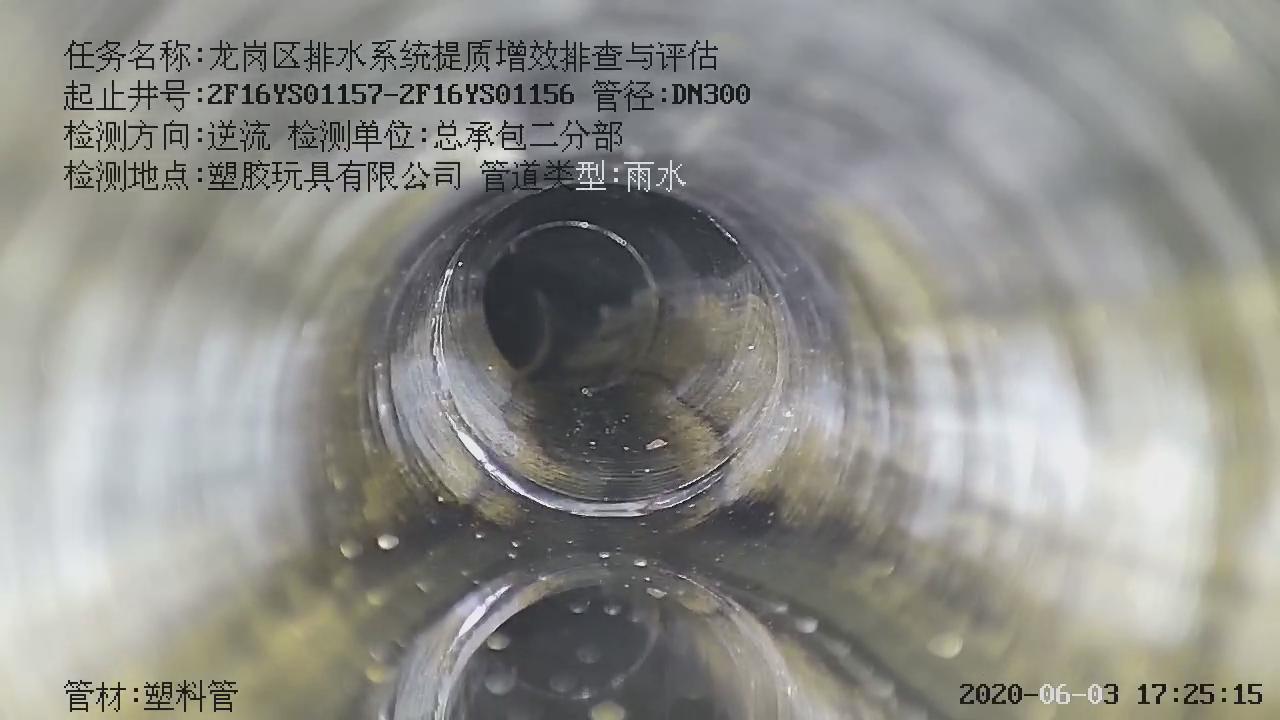 任务名称:龙岗区排水系统提质增效排查与评估
起止井号:2F16YS01157-2F16YS01156 管径:DN300
检测方向:逆流 检测单位:总承包二分部
检测地点:塑胶玩具有限公司 管道类型:雨水
管材:塑料管
2020-06-03 17:25:15